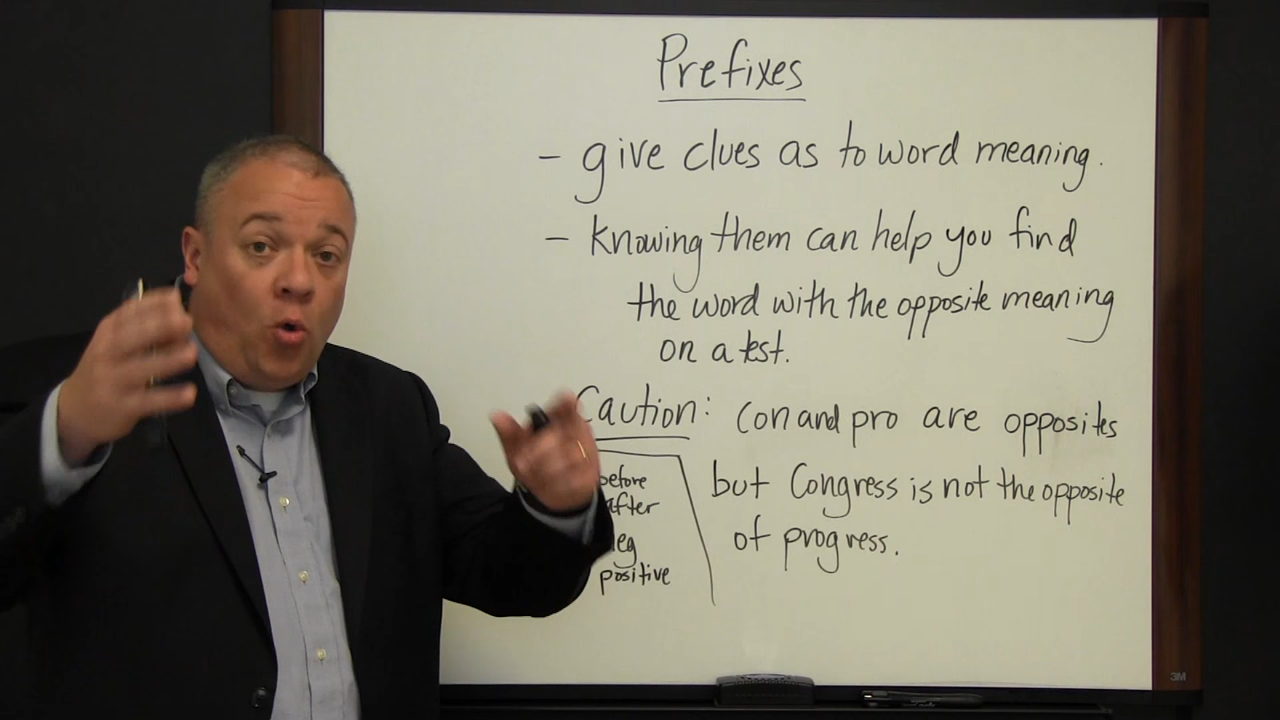 Prefixes
- give clues as to word meaning.
- knowing them can help you find
the word with the opposite meaning
on a test.
Caution: con and pro are opposites
but Congress is not the opposite
of progress.
before
after
neg
positive
3M